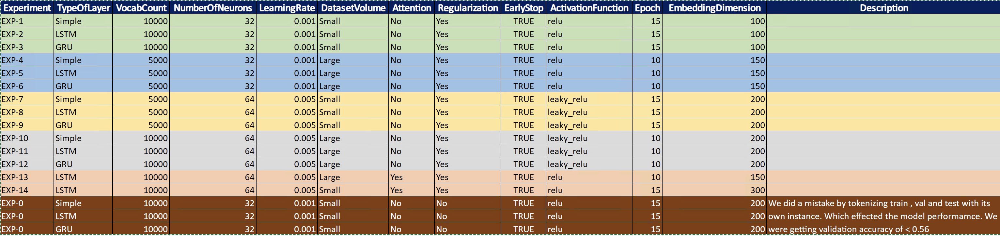 Experiment TypeOfLayer VocabCount NumberOfNeurons LearningRate DatasetVolume Attention Regularization EarlyStop ActivationFunction Epoch EmbeddingDimension Description
EXP-1 Simple 10000 32 0.001 Small No Yes TRUE relu 15 100
EXP-2 LSTM 10000 32 0.001 Small No Yes TRUE relu 15 100
EXP-3 GRU 10000 32 0.001 Small No Yes TRUE relu 15 100
EXP-4 Simple 5000 32 0.001 Large No Yes TRUE relu 10 150
EXP-5 LSTM 5000 32 0.001 Large No Yes TRUE relu 10 150
EXP-6 GRU 5000 32 0.001 Large No Yes TRUE relu 10 150
EXP-7 Simple 5000 64 0.005 Small No Yes TRUE leaky_relu 15 200
EXP-8 LSTM 5000 64 0.005 Small No Yes TRUE leaky_relu 15 200
EXP-9 GRU 5000 64 0.005 Small No Yes TRUE leaky_relu 15 200
EXP-10 Simple 10000 64 0.005 Large No Yes TRUE leaky_relu 10 200
EXP-11 LSTM 10000 64 0.005 Large No Yes TRUE leaky_relu 10 200
EXP-12 GRU 10000 64 0.005 Large No Yes TRUE leaky_relu 10 200
EXP-13 LSTM 10000 64 0.005 Large Yes Yes TRUE relu 10 150
EXP-14 LSTM 10000 64 0.005 Small Yes Yes TRUE relu 15 300
EXP-0 Simple 10000 32 0.001 Small No No TRUE relu 15 200 We did a mistake by tokenizing train , val and test with its
EXP-0 LSTM 10000 32 0.001 Small No No TRUE relu 15 200 own instance. Which effected the model performamce. We
EXP-0 GRU 10000 32 0.001 Small No No TRUE relu 15 200 were getting validation accuracy of < 0.56